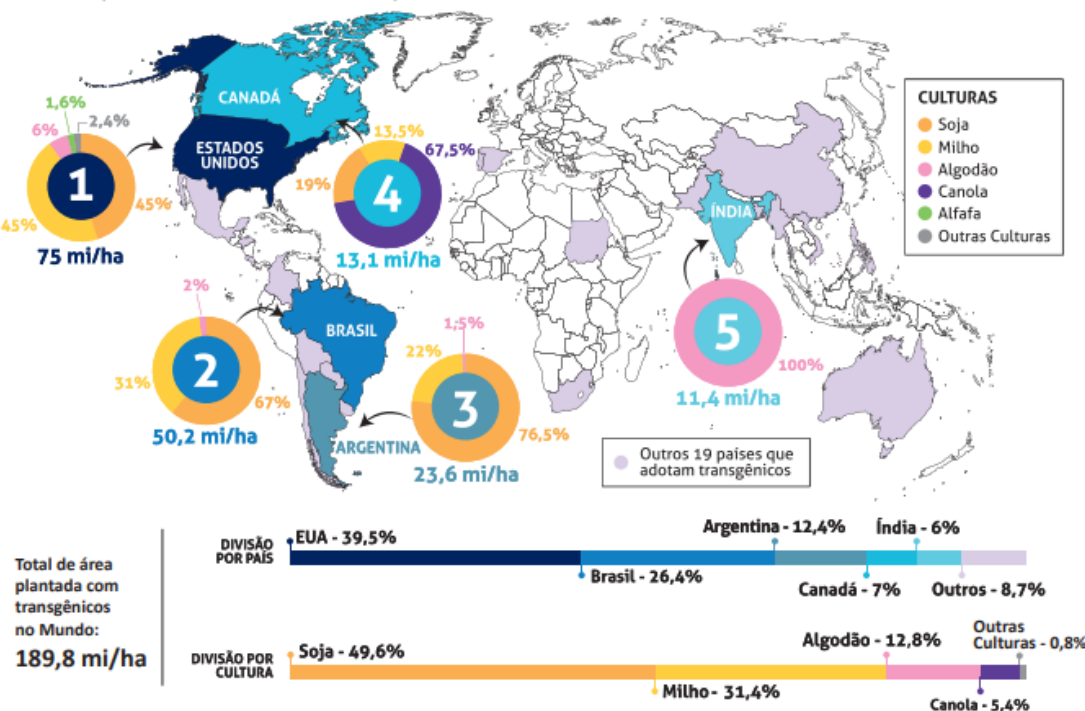 CANADÁ
ESTADOS
UNIDOS
1,6%
2,4%
6%
45%
45%
1
75 mi/ha
13,5%
67,5%
19%
4
13,1 mi/ha
CULTURAS
Soja
Milho
Algodão
Canola
Alfafa
Outras Culturas
ÍNDIA
5
100%
11,4 mi/ha
BRASIL
2%
31%
67%
2
50,2 mi/ha
1,5%
22%
76,5%
3
ARGENTINA
23,6 mi/ha
Outros 19 países que
adotam transgênicos
Total de área
plantada com
transgênicos
no Mundo:
189,8 mi/ha
DIVISÃO
POR PAÍS
EUA - 39,5%
Brasil - 26,4%
Argentina - 12,4%
Canadá - 7%
Índia - 6%
Outros - 8,7%
DIVISÃO POR
CULTURA
Soja - 49,6%
Milho- 31,4%
Algodão - 12,8%
Canola - 5,4%
Outras
Culturas - 0,8%